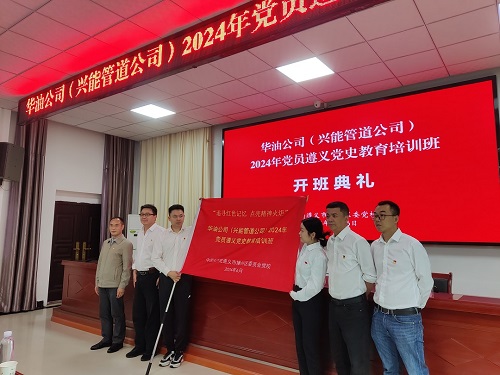 华油公司（兴能管道公司）2024年党员遵
华油公司（兴能管道公司）
2024年党员遵义党史教育培训班
开班典礼
华油公司（兴能管道公司）2024年
党员遵义党史教育培训班